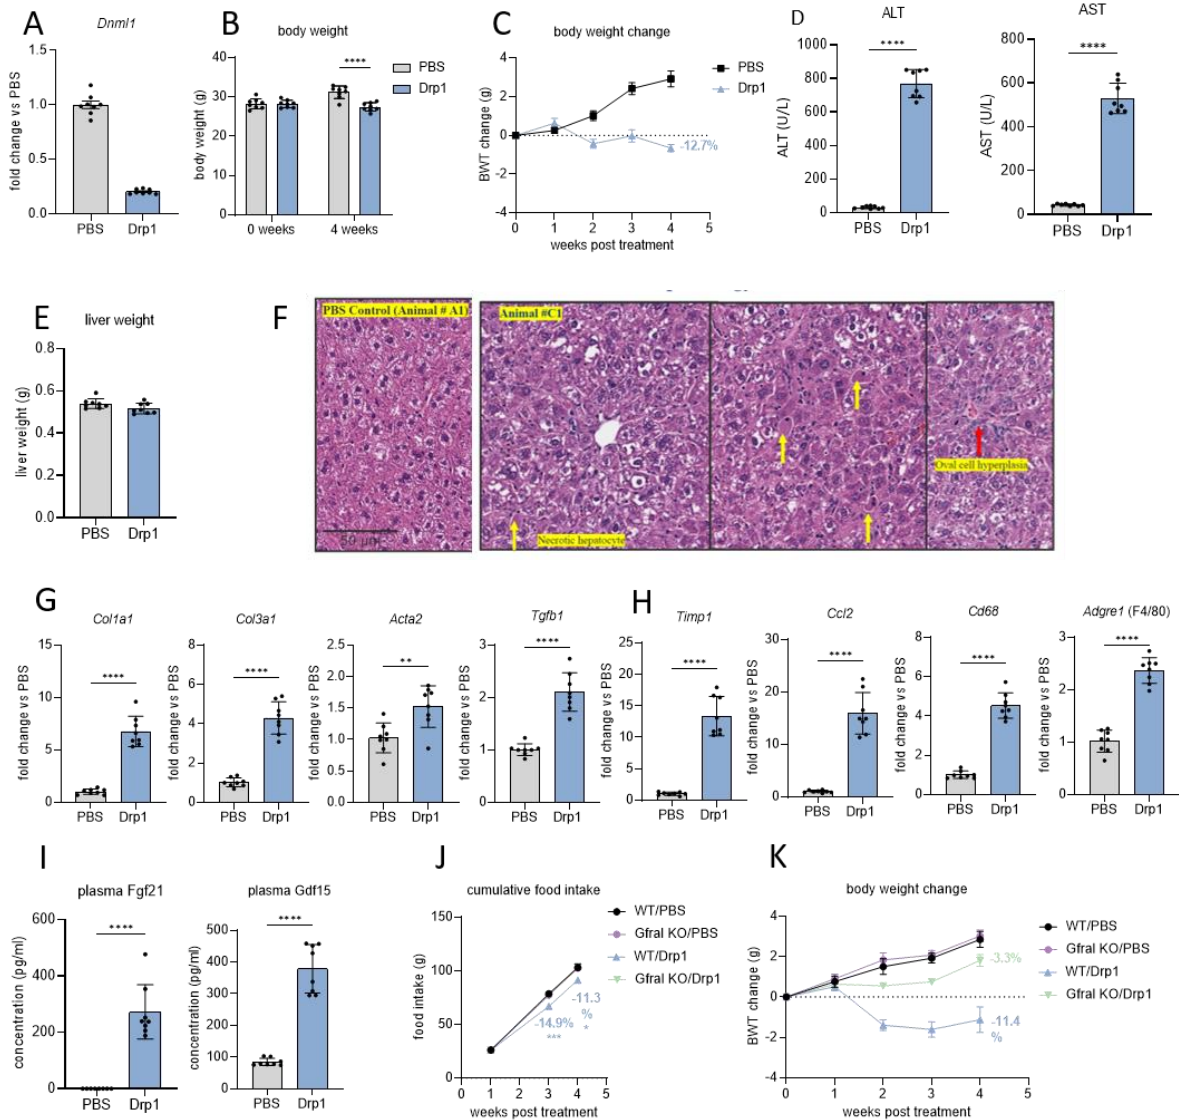 A
Dnml1
fold change vs PBS
1.5
1.0
0.5
0.0
PBS Drp1
B
body weight
body weight (g)
40
30
20
10
0
****
0 weeks 4 weeks
PBS
Drp1
C
body weight change
BWT change (g)
4
2
0
-2
-4
-12.7%
0 1 2 3 4 5
weeks post treatment
PBS
Drp1
D
ALT
ALT (U/L)
1000
800
600
400
200
0
****
PBS Drp1
AST
AST (U/L)
800
600
400
200
0
****
PBS Drp1
E
liver weight
liver weight (g)
0.8
0.6
0.4
0.2
0.0
PBS Drp1
F
PBS Control (Animal # A1)
50 µm
Animal #C1
Necrotic hepatocyte
Oval cell hyperplasia
G
Col1a1
fold change vs PBS
15
10
5
0
****
PBS Drp1
Col3a1
fold change vs PBS
8
6
4
2
0
****
PBS Drp1
Acta2
fold change vs PBS
2.5
2.0
1.5
1.0
0.5
0.0
**
PBS Drp1
Tgfb1
fold change vs PBS
3
2
1
0
****
PBS Drp1
H
Timp1
fold change vs PBS
25
20
15
10
5
0
****
PBS Drp1
Ccl2
fold change vs PBS
30
20
10
0
****
PBS Drp1
Cd68
fold change vs PBS
8
6
4
2
0
****
PBS Drp1
Adgre1 (F4/80)
fold change vs PBS
3
2
1
0
****
PBS Drp1
I
plasma Fgf21
concentration (pg/ml)
600
400
200
0
****
PBS Drp1
plasma Gdf15
concentration (pg/ml)
500
400
300
200
100
0
****
PBS Drp1
J
cumulative food intake
food intake (g)
150
100
50
0
-14.9%
***
-11.3
%
*
0 1 2 3 4 5
weeks post treatment
WT/PBS
Gfral KO/PBS
WT/Drp1
Gfral KO/Drp1
K
body weight change
BWT change (g)
4
2
0
-2
-4
-3.3%
-11.4
%
0 1 2 3 4 5
weeks post treatment
WT/PBS
Gfral KO/PBS
WT/Drp1
Gfral KO/Drp1